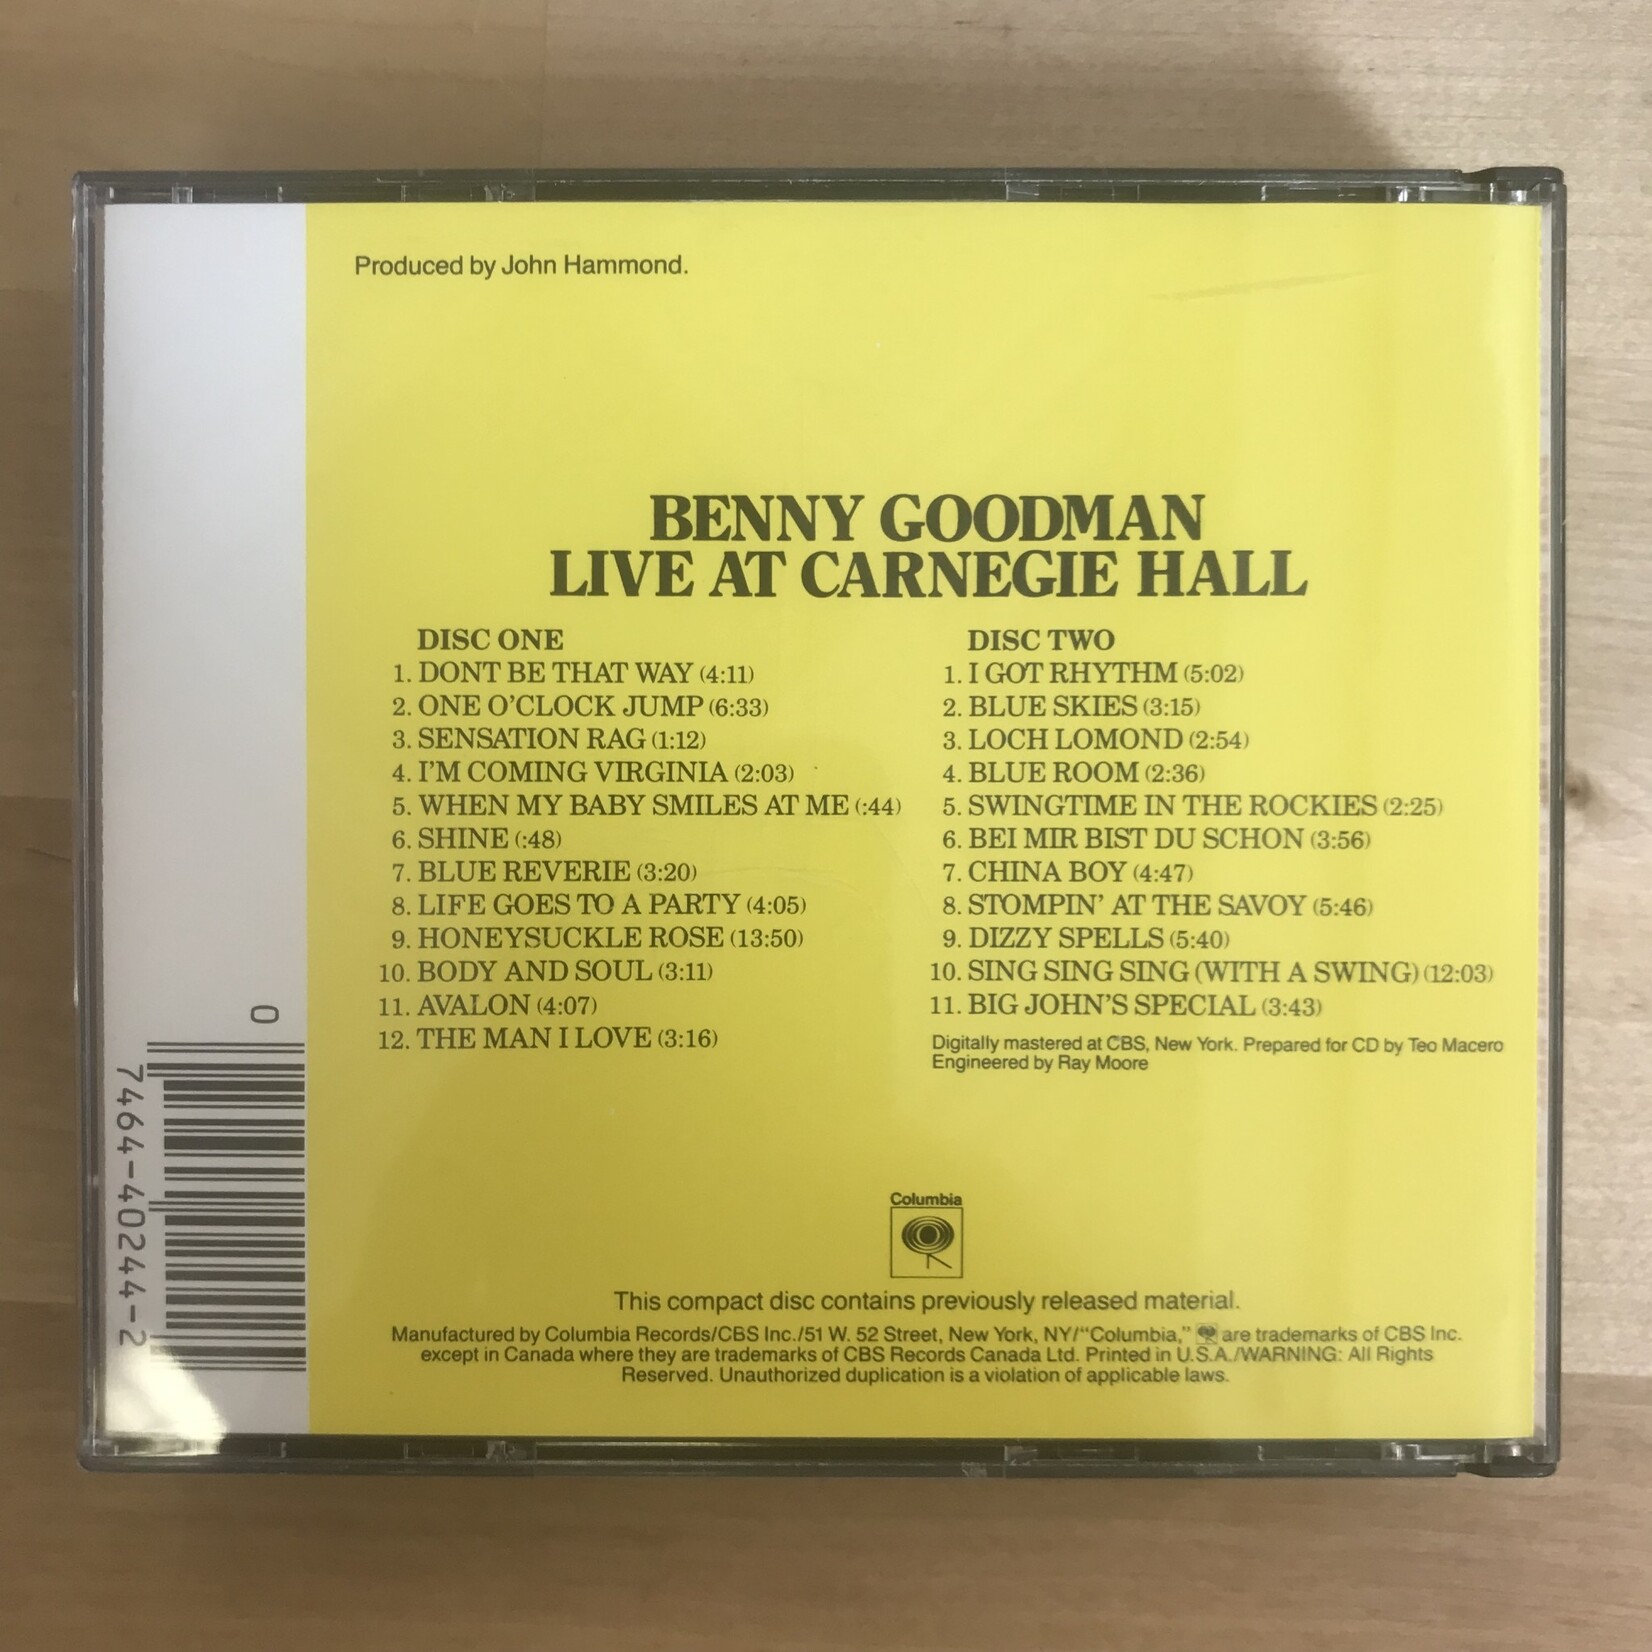 Produced by John Hammond.
BENNY GOODMAN
LIVE AT CARNEGIE HALL
DISC ONE
1. DONT BE THAT WAY (4:11)
2. ONE O'CLOCK JUMP (6:33)
3. SENSATION RAG (1:12)
4. I'M COMING VIRGINIA (2:03)
5. WHEN MY BABY SMILES AT ME (:44)
6. SHINE (:48)
7. BLUE REVERIE (3:20)
8. LIFE GOES TO A PARTY (4:05)
9. HONEYSUCKLE ROSE (13:50)
10. BODY AND SOUL (3:11)
11. AVALON (4:07)
12. THE MAN I LOVE (3:16)
DISC TWO
1. I GOT RHYTHM (5:02)
2. BLUE SKIES (3:15)
3. LOCH LOMOND (2:54)
4. BLUE ROOM (2:36)
5. SWINGTIME IN THE ROCKIES (2:25)
6. BEI MIR BIST DU SCHON (3:56)
7. CHINA BOY (4:47)
8. STOMPIN' AT THE SAVOY (5:46)
9. DIZZY SPELLS (5:40)
10. SING SING SING (WITH A SWING) (12:03)
11. BIG JOHN'S SPECIAL (3:43)
Digitally mastered at CBS, New York. Prepared for CD by Teo Macero
Engineered by Ray Moore
0
7464-40244-2
Columbia
This compact disc contains previously released material.
Manufactured by Columbia Records/CBS Inc./51 W. 52 Street, New York, NY/“Columbia,” are trademarks of CBS Inc.
except in Canada where they are trademarks of CBS Records Canada Ltd. Printed in U.S.A./WARNING: All Rights
Reserved. Unauthorized duplication is a violation of applicable laws.